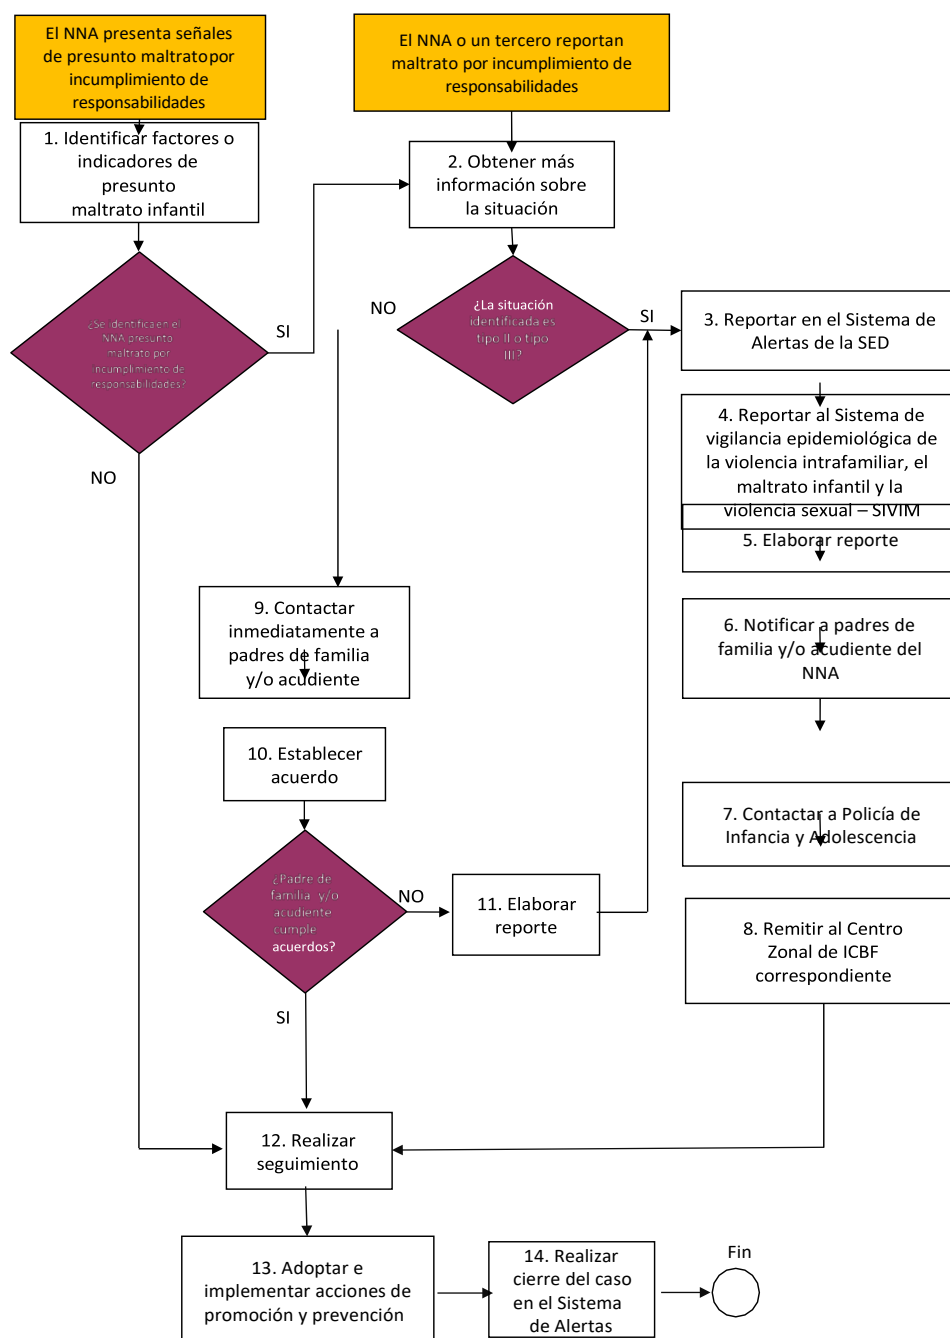 El NNA presenta señales
de presunto maltrato por
incumplimiento de
responsabilidades
El NNA o un tercero reportan
maltrato por incumplimiento de
responsabilidades
1. Identificar factores o
indicadores de
presunto
maltrato infantil
2. Obtener más
información sobre
la situación
¿Se identifica en el
NNA presunto
maltrato por
incumplimiento de
responsabilidades?
SI
NO
¿La situación
identificada es
tipo II o tipo
III?
NO
SI
3. Reportar en el Sistema de
Alertas de la SED
4. Reportar al Sistema de
vigilancia epidemiológica de
la violencia intrafamiliar, el
maltrato infantil y la
violencia sexual – SIVIM
5. Elaborar reporte
6. Notificar a padres de
familia y/o acudiente del
NNA
7. Contactar a Policía de
Infancia y Adolescencia
8. Remitir al Centro
Zonal de ICBF
correspondiente
9. Contactar
inmediatamente a
padres de familia
y/o acudiente
10. Establecer
acuerdo
¿Padre de
familia y/o
acudiente
cumple
acuerdos?
NO
SI
11. Elaborar
reporte
12. Realizar
seguimiento
13. Adoptar e
implementar acciones de
promoción y prevención
14. Realizar
cierre del caso
en el Sistema
de Alertas
Fin